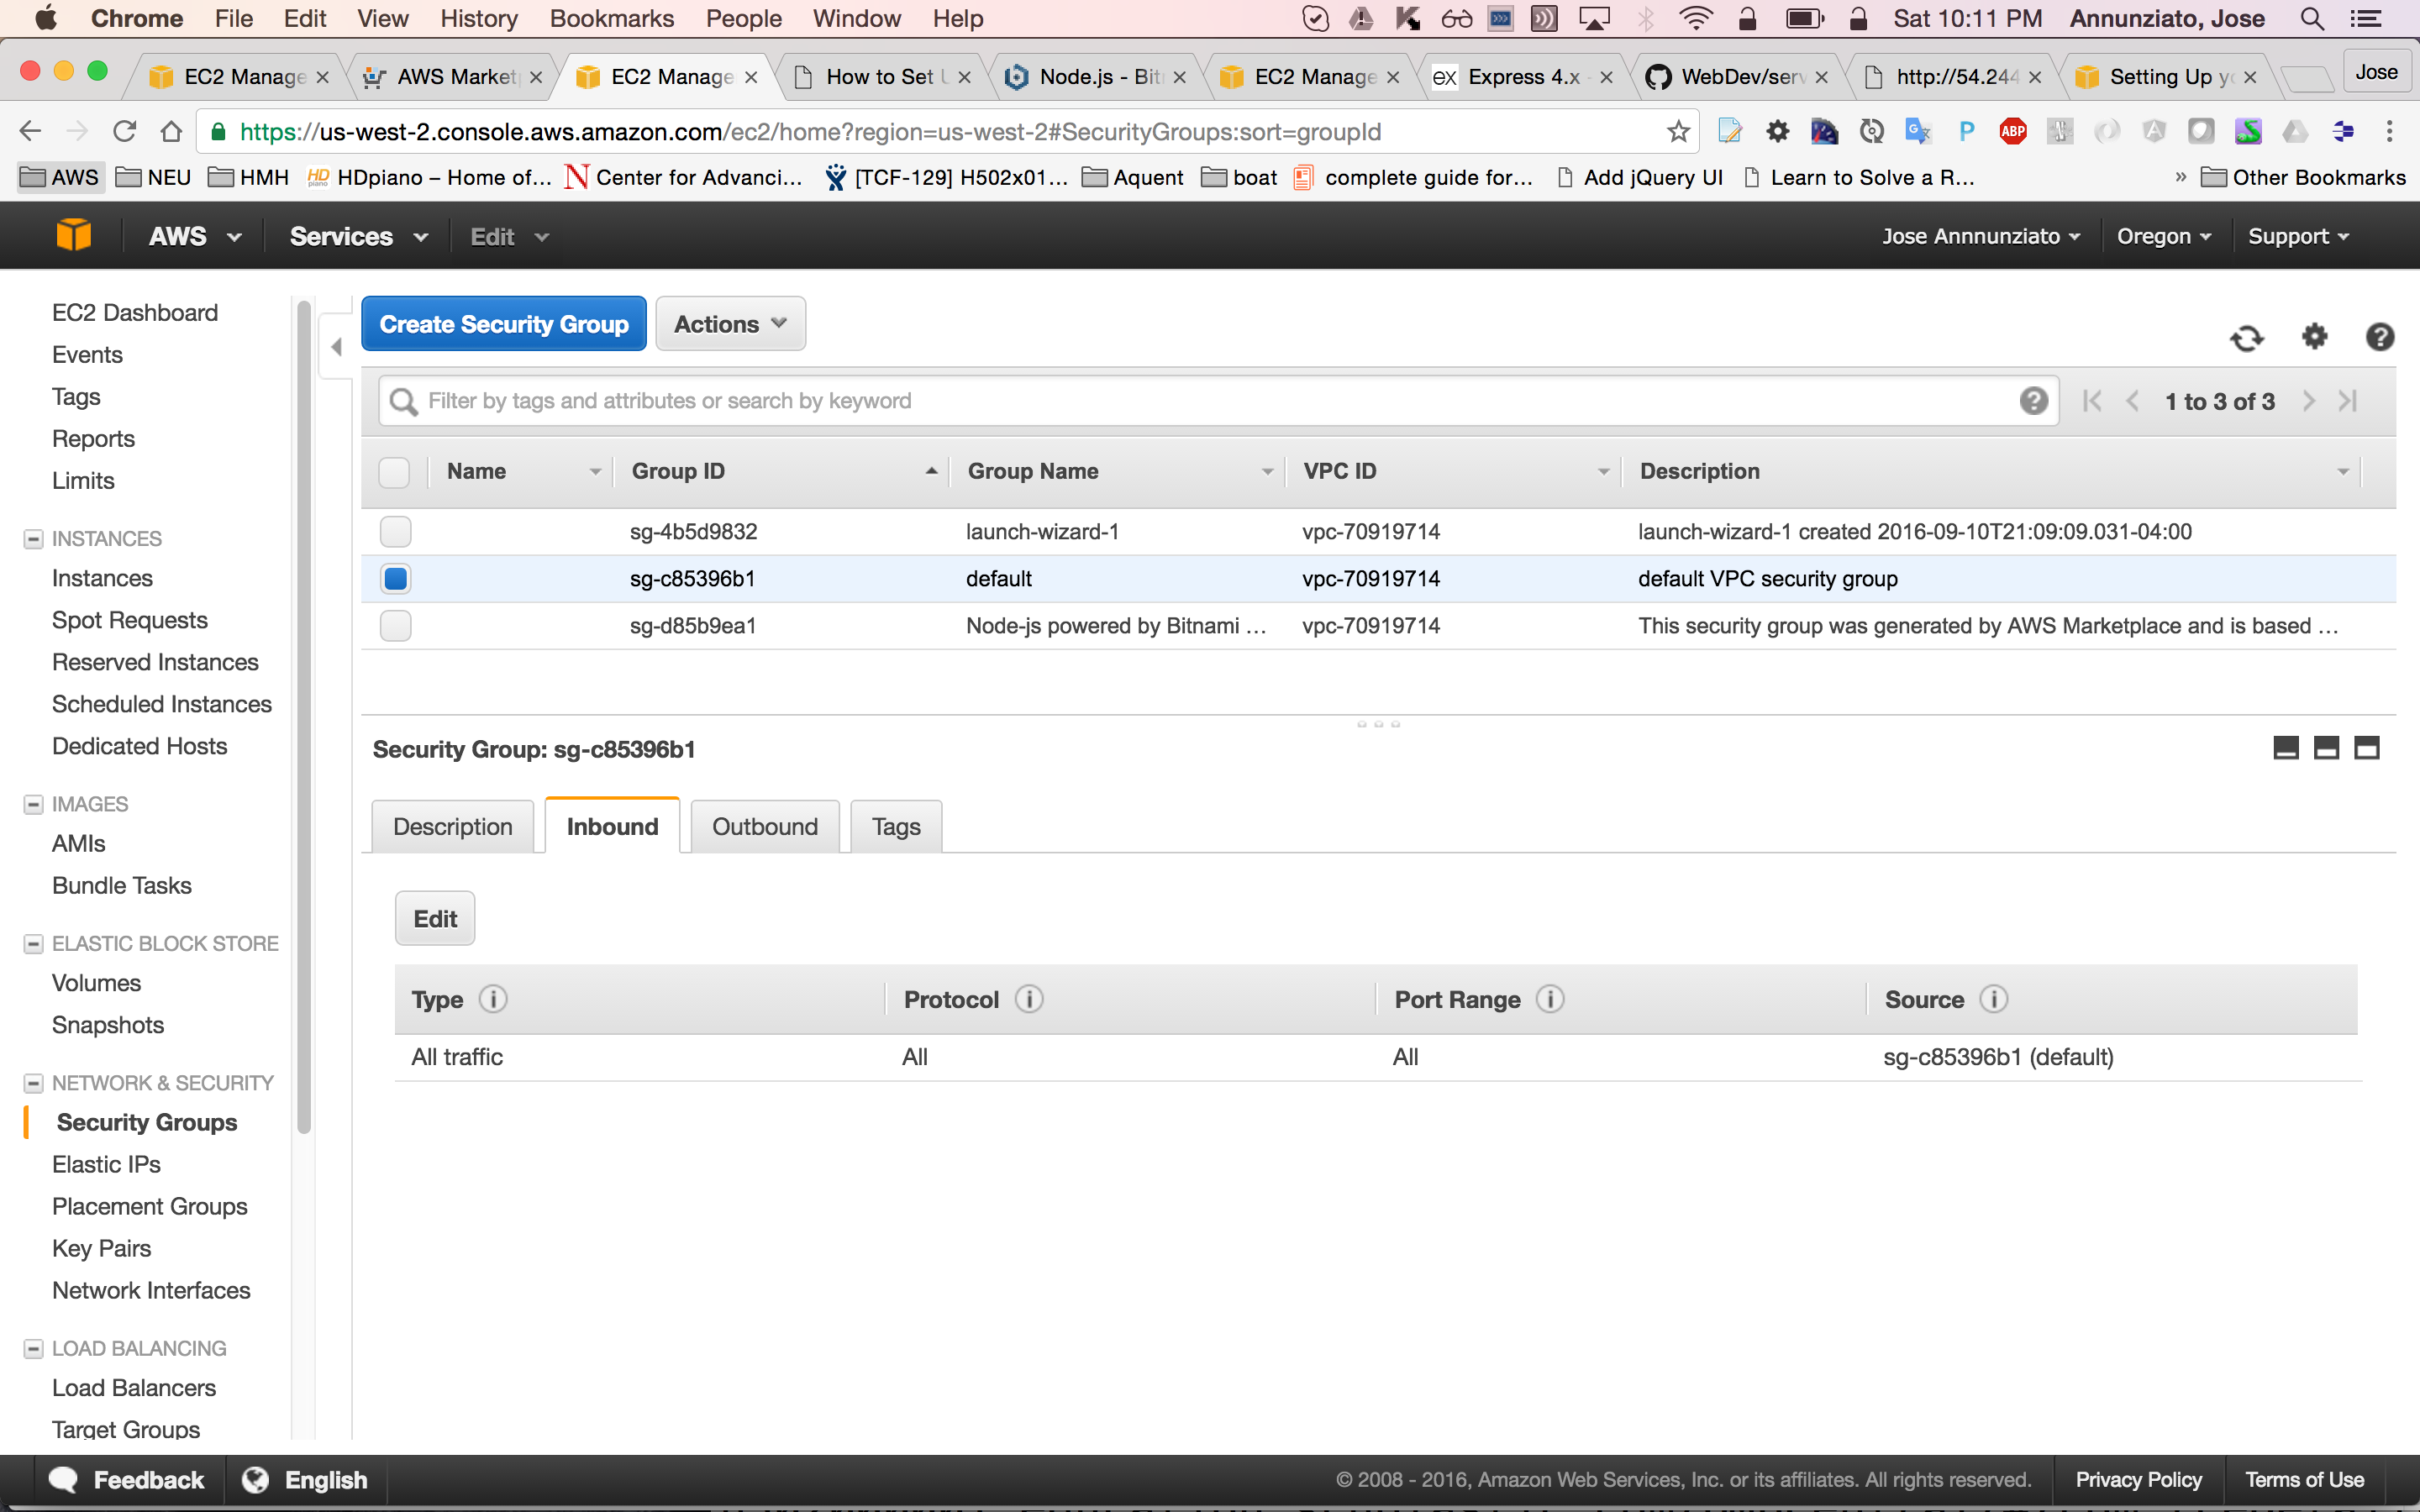 Chrome File Edit View History Bookmarks People Window Help Sat 10:11 PM Annunziato, Jose
EC2 Manage AWS Market EC2 Manage How to Set U Node.js - Bit EC2 Manage ex Express 4.x - WebDev/serv http://54.244 Setting Up yo Jose
https://us-west-2.console.aws.amazon.com/ec2/home?region=us-west-2#SecurityGroups:sort=groupId P ABP
AWS NEU HMH HD piano HDpiano – Home of... N Center for Advanci... [TCF-129] H502x01... Aquent boat complete guide for... Add jQuery UI Learn to Solve a R... » Other Bookmarks
AWS Services Edit Jose Annnunziato Oregon Support
EC2 Dashboard
Events
Tags
Reports
Limits
INSTANCES
Instances
Spot Requests
Reserved Instances
Scheduled Instances
Dedicated Hosts
IMAGES
AMIs
Bundle Tasks
ELASTIC BLOCK STORE
Volumes
Snapshots
NETWORK & SECURITY
Security Groups
Elastic IPs
Placement Groups
Key Pairs
Network Interfaces
LOAD BALANCING
Load Balancers
Target Groups
Create Security Group Actions
Filter by tags and attributes or search by keyword 1 to 3 of 3
Name Group ID Group Name VPC ID Description
sg-4b5d9832 launch-wizard-1 vpc-70919714 launch-wizard-1 created 2016-09-10T21:09:09.031-04:00
sg-c85396b1 default vpc-70919714 default VPC security group
sg-d85b9ea1 Node-js powered by Bitnami ... vpc-70919714 This security group was generated by AWS Marketplace and is based ...
Security Group: sg-c85396b1
Description Inbound Outbound Tags
Edit
Type Protocol Port Range Source
All traffic All All sg-c85396b1 (default)
Feedback English © 2008 - 2016, Amazon Web Services, Inc. or its affiliates. All rights reserved. Privacy Policy Terms of Use